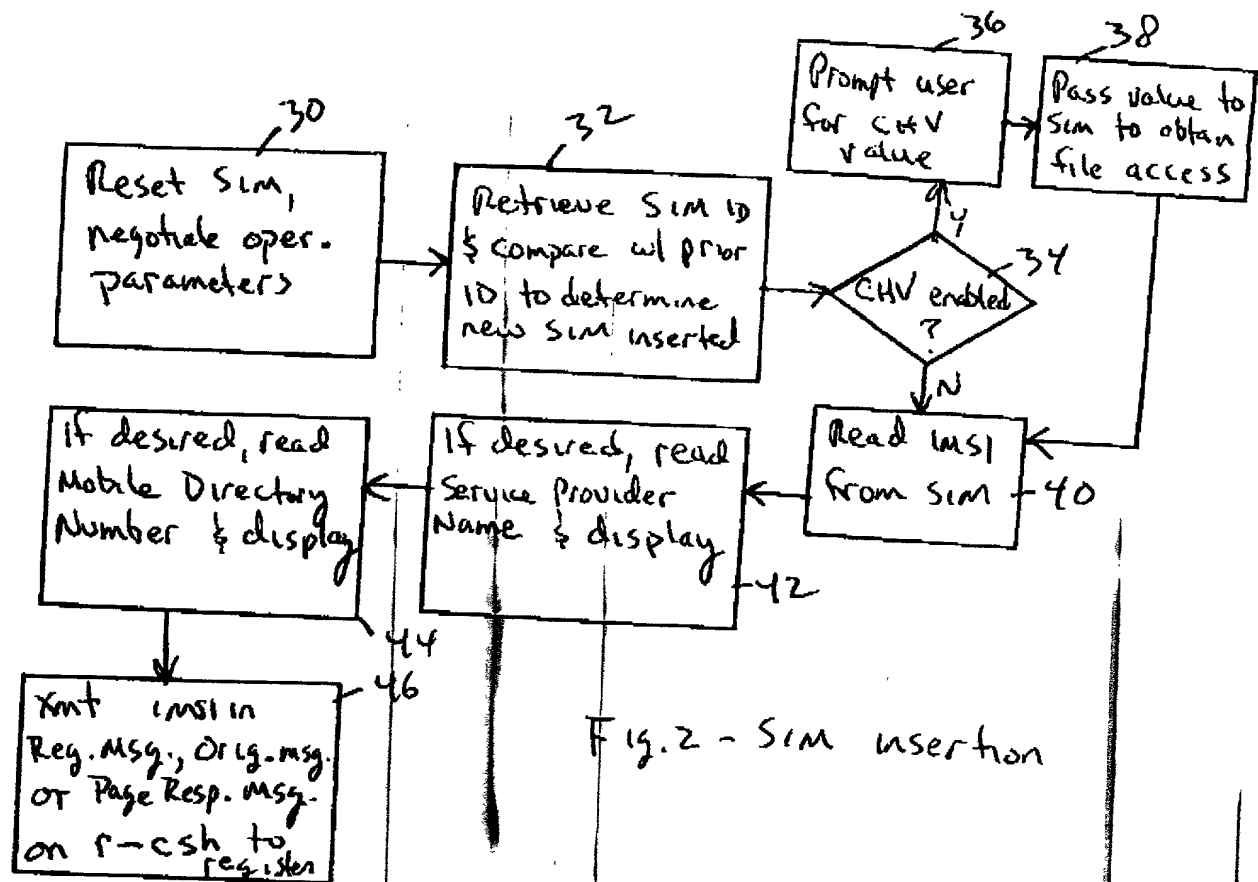 30
Reset SIM,
negotiate oper.
parameters
32
Retrieve SIM ID
& compare w/ prior
ID to determine
new SIM inserted
34
CHV enabled
?
Y
N
36
Prompt user
for CHV
value
38
Pass value to
SIM to obtain
file access
Read IMSI
from SIM
40
If desired, read
Service Provider
Name & display
42
If desired, read
Mobile Directory
Number & display
44
46
Xmt IMSI in
Reg. Msg., Orig. msg.
or Page Resp. Msg.
on r-csh to
register
Fig. 2 - SIM insertion